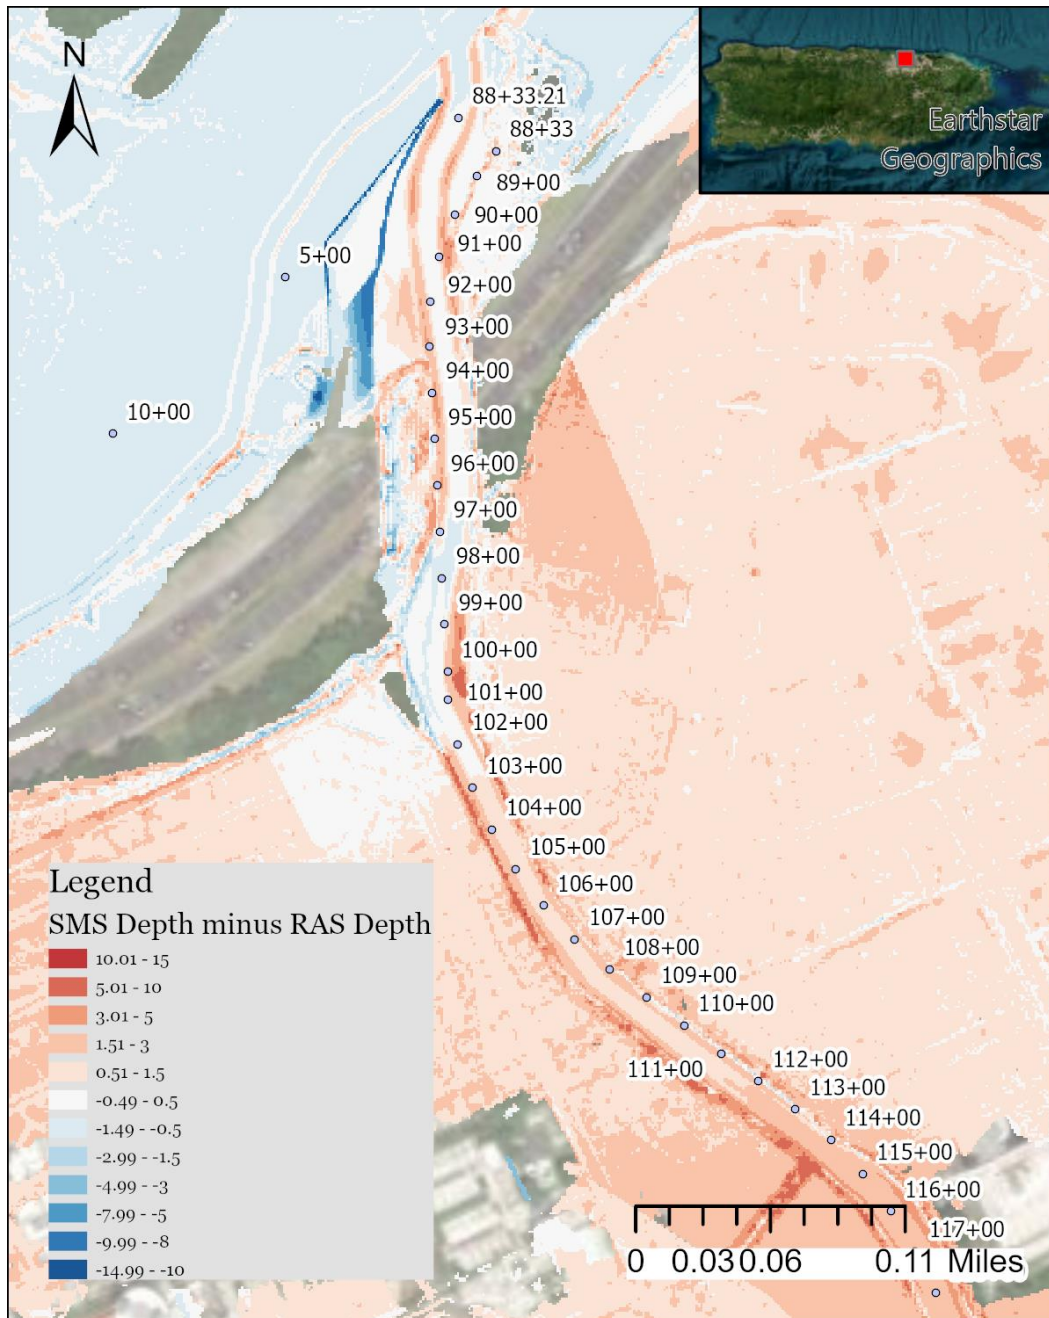 N
88+33.21
88+33
89+00
90+00
91+00
92+00
93+00
94+00
95+00
96+00
97+00
98+00
99+00
100+00
101+00
102+00
103+00
104+00
105+00
106+00
107+00
108+00
109+00
110+00
111+00
112+00
113+00
114+00
115+00
116+00
117+00
5+00
10+00
Earthstar
Geographics
Legend
SMS Depth minus RAS Depth
10.01 - 15
5.01 - 10
3.01 - 5
1.51 - 3
0.51 - 1.5
-0.49 - 0.5
-1.49 - -0.5
-2.99 - -1.5
-4.99 - -3
-7.99 - -5
-9.99 - -8
-14.99 - -10
0 0.03 0.06 0.11 Miles